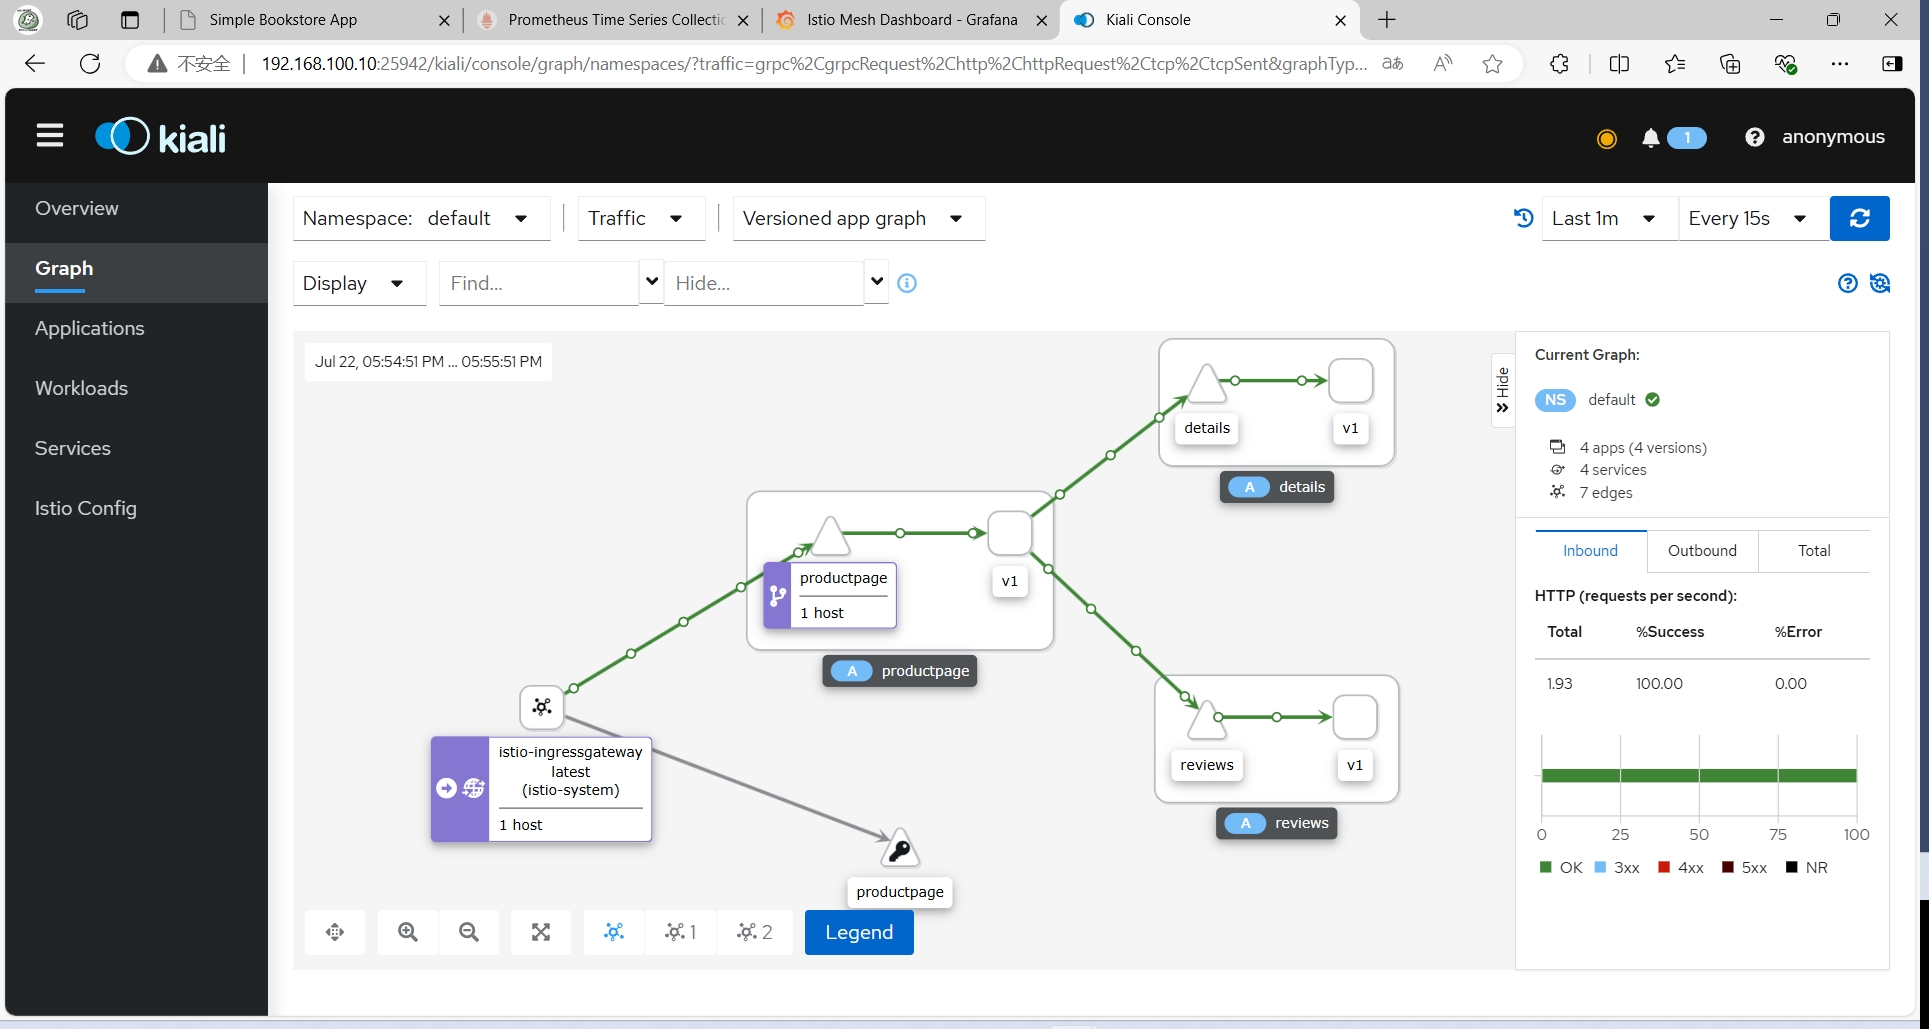 Simple Bookstore App
Prometheus Time Series Collectic
Istio Mesh Dashboard - Grafana
Kiali Console
不安全
192.168.100.10:25942/kiali/console/graph/namespaces/?traffic=grpc%2CgrpcRequest%2Chttp%2ChttpRequest%2Ctcp%2CtcpSent&graphTyp...
aあ
kiali
1
anonymous
Overview
Graph
Applications
Workloads
Services
Istio Config
Namespace: default
Traffic
Versioned app graph
Last 1m
Every 15s
Display
Find...
Hide...
Jul 22, 05:54:51 PM ... 05:55:51 PM
details
v1
A details
productpage
1 host
v1
A productpage
istio-ingressgateway
latest
(istio-system)
1 host
reviews
v1
A reviews
productpage
1
2
Legend
Hide
Current Graph:
NS default
4 apps (4 versions)
4 services
7 edges
Inbound
Outbound
Total
HTTP (requests per second):
Total %Success %Error
1.93 100.00 0.00
0 25 50 75 100
OK 3xx 4xx 5xx NR